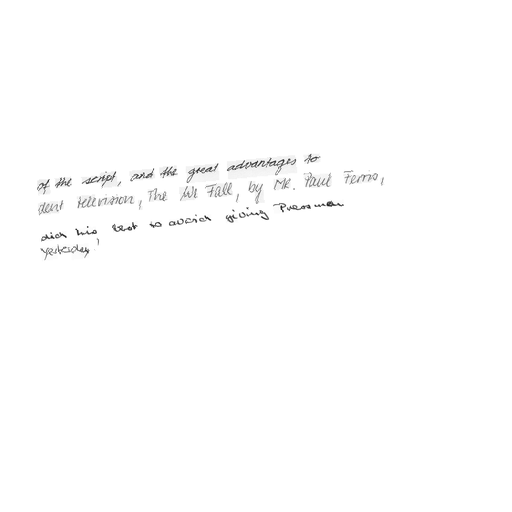 of the script, and the great advantages to
dent television, The We Fall, by Mr. Paul Ferris,
did his best to avoid giving Pressmen
yesterday,